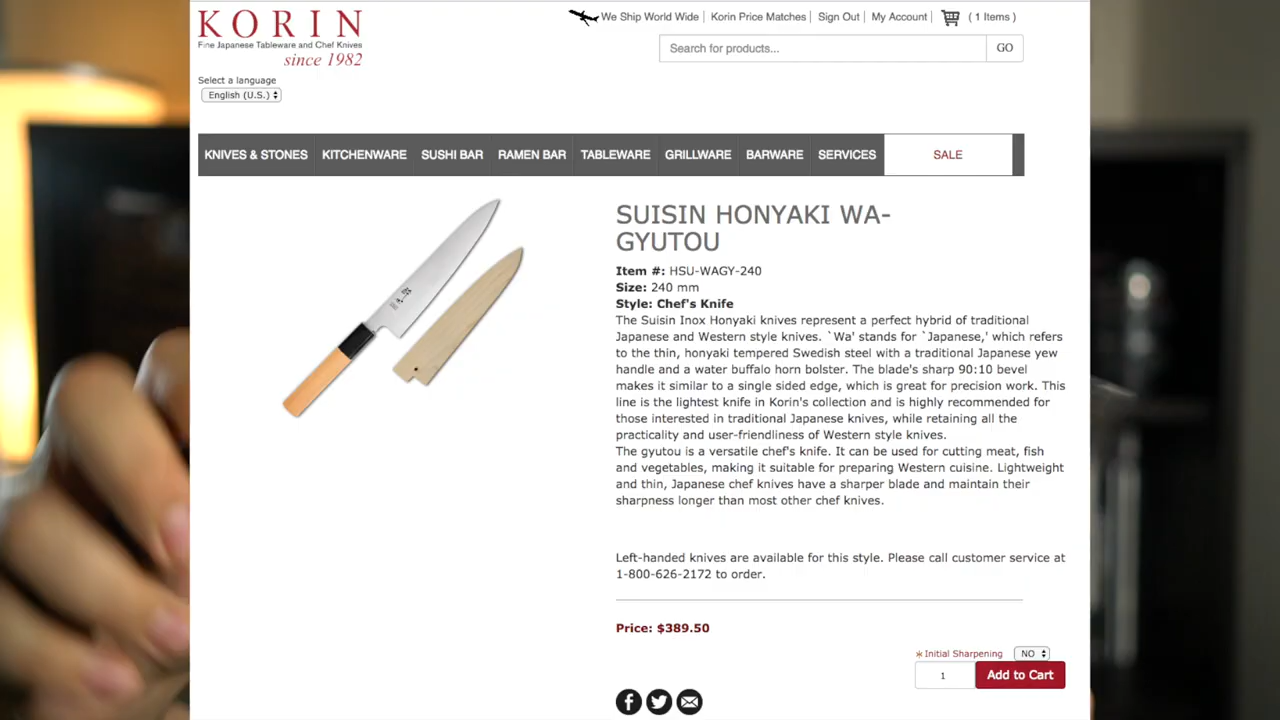 KORIN
Fine Japanese Tableware and Chef Knives
since 1982
We Ship World Wide
Korin Price Matches
Sign Out
My Account
( 1 Items )
Search for products...
GO
Select a language
English (U.S.)
KNIVES & STONES
KITCHENWARE
SUSHI BAR
RAMEN BAR
TABLEWARE
GRILLWARE
BARWARE
SERVICES
SALE
SUISIN HONYAKI WA-
GYUTOU
Item #: HSU-WAGY-240
Size: 240 mm
Style: Chef's Knife
The Suisin Inox Honyaki knives represent a perfect hybrid of traditional
Japanese and Western style knives. `Wa' stands for `Japanese,' which refers
to the thin, honyaki tempered Swedish steel with a traditional Japanese yew
handle and a water buffalo horn bolster. The blade's sharp 90:10 bevel
makes it similar to a single sided edge, which is great for precision work. This
line is the lightest knife in Korin's collection and is highly recommended for
those interested in traditional Japanese knives, while retaining all the
practicality and user-friendliness of Western style knives.
The gyutou is a versatile chef's knife. It can be used for cutting meat, fish
and vegetables, making it suitable for preparing Western cuisine. Lightweight
and thin, Japanese chef knives have a sharper blade and maintain their
sharpness longer than most other chef knives.
Left-handed knives are available for this style. Please call customer service at
1-800-626-2172 to order.
Price: $389.50
*Initial Sharpening
NO
1
Add to Cart